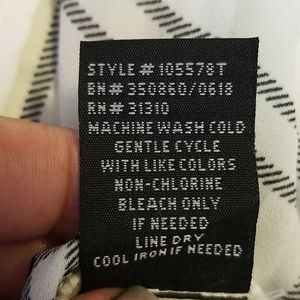 STYLE# 105578T
BN# 350860/0618
RN# 31310
MACHINE WASH COLD
GENTLE CYCLE
WITH LIKE COLORS
NON-CHLORINE
BLEACH ONLY
IF NEEDED
LINE DRY
COOL IRON IF NEEDED